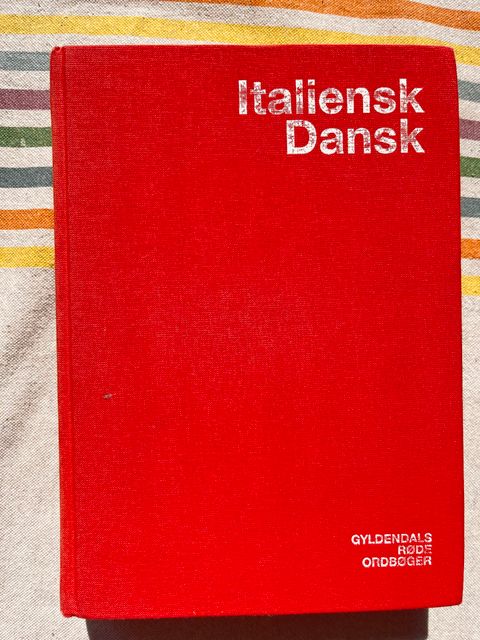 Italiensk
Dansk
GYLDENDALS
RØDE
ORDBØGER